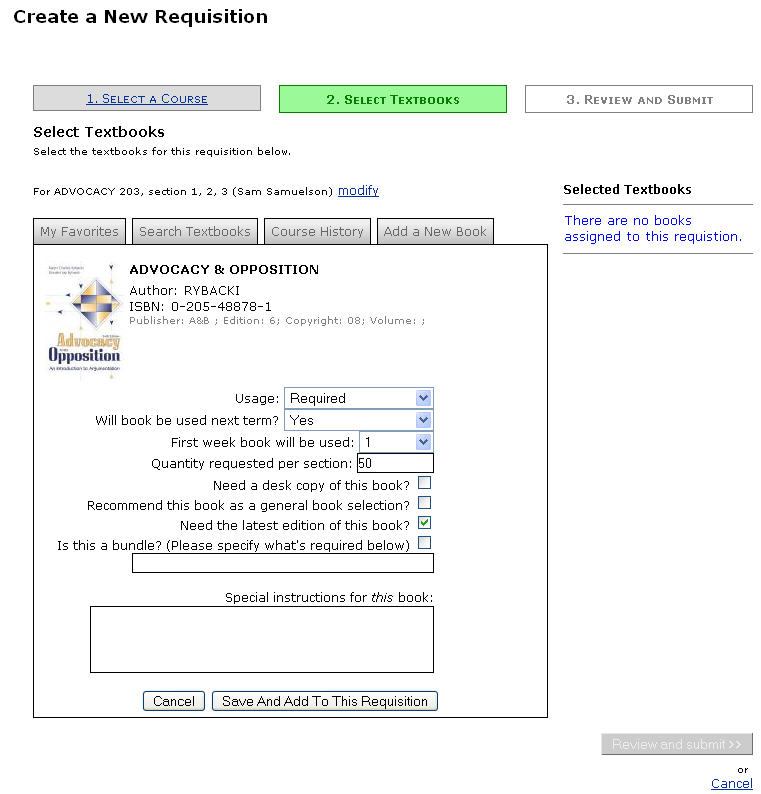 Create a New Requisition
1. Select a Course
2. Select Textbooks
3. Review and Submit
Select Textbooks
Select the textbooks for this requisition below.
For ADVOCACY 203, section 1, 2, 3 (Sam Samuelson) modify
My Favorites
Search Textbooks
Course History
Add a New Book
Advocacy
Opposition
An Introduction to Argumentation
ADVOCACY & OPPOSITION
Author: RYBACKI
ISBN: 0-205-48878-1
Publisher: A&B ; Edition: 6; Copyright: 08; Volume: ;
Usage: Required
Will book be used next term? Yes
First week book will be used: 1
Quantity requested per section: 50
Need a desk copy of this book?
Recommend this book as a general book selection?
Need the latest edition of this book?
Is this a bundle? (Please specify what's required below)
Special instructions for this book:
Cancel
Save And Add To This Requisition
Selected Textbooks
There are no books
assigned to this requistion.
Review and submit >>
or
Cancel